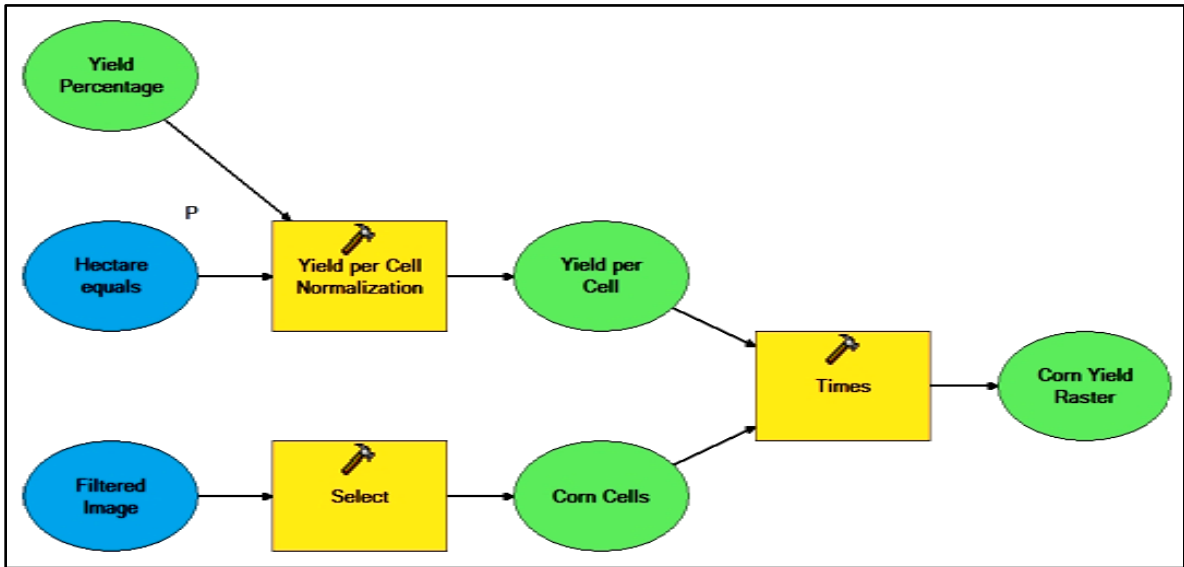 Yield
Percentage
P
Hectare
equals
Yield per Cell
Normalization
Yield per
Cell
Times
Corn Yield
Raster
Filtered
Image
Select
Corn Cells